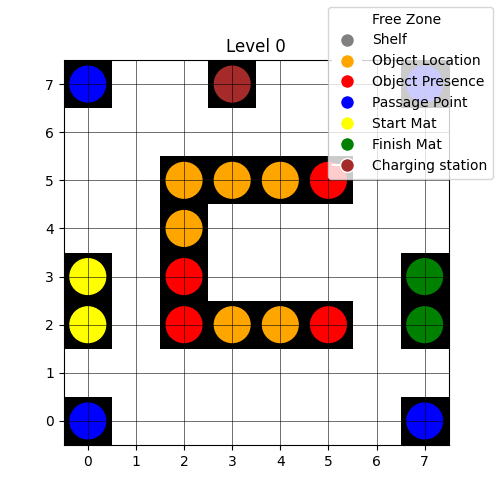 Level 0
Free Zone
Shelf
Object Location
Object Presence
Passage Point
Start Mat
Finish Mat
Charging station
7
6
5
4
3
2
1
0
0 1 2 3 4 5 6 7